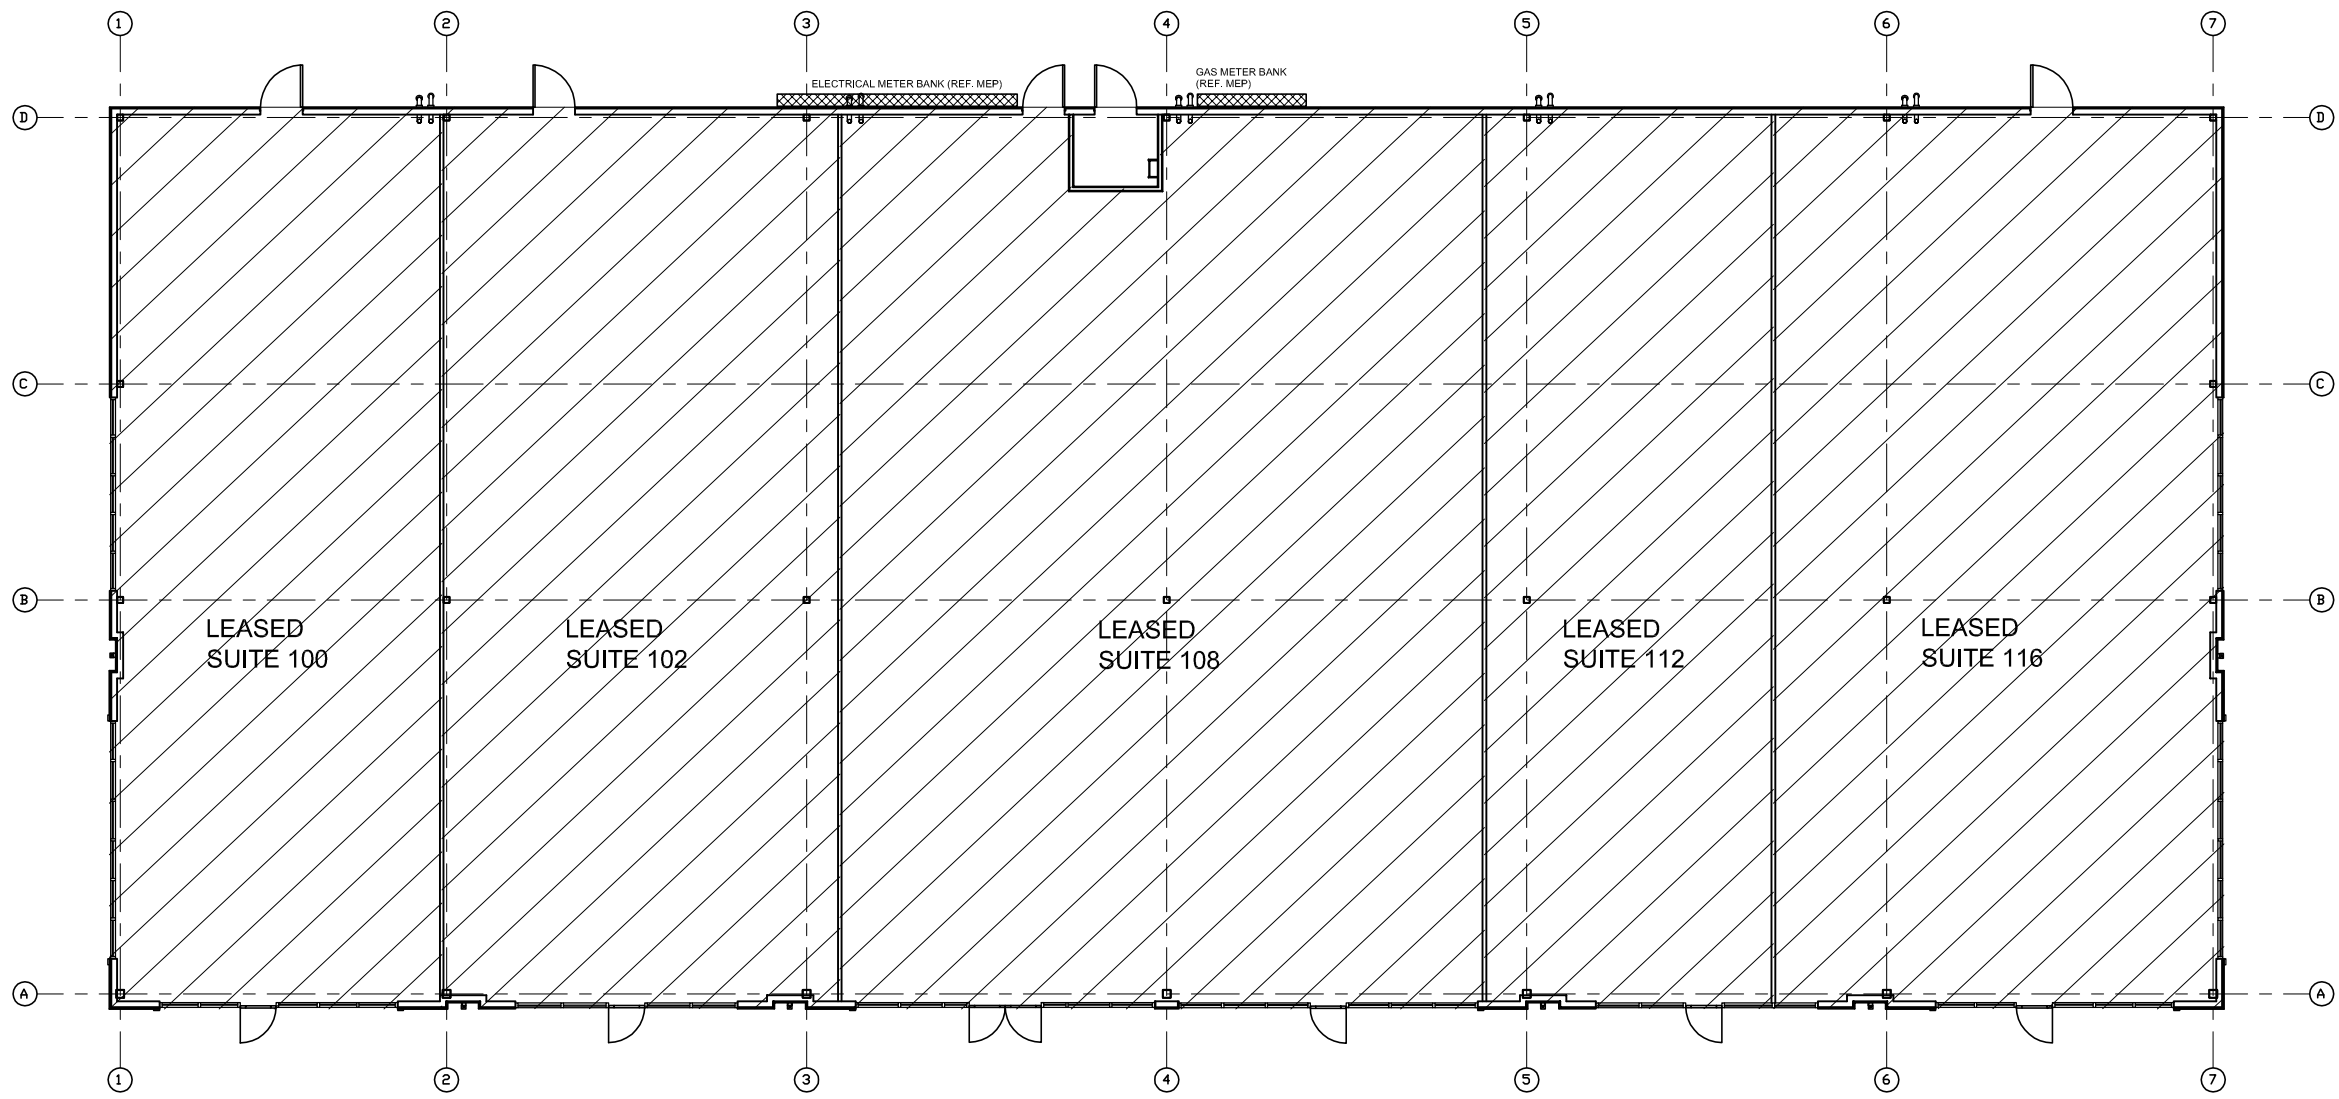 1 2 3 4 5 6 7
GAS METER BANK
ELECTRICAL METER BANK (REF. MEP) (REF. MEP)
D D
C C
B B
LEASED LEASED LEASED LEASED LEASED
SUITE 100 SUITE 102 SUITE 108 SUITE 112 SUITE 116
A A
1 2 3 4 5 6 7